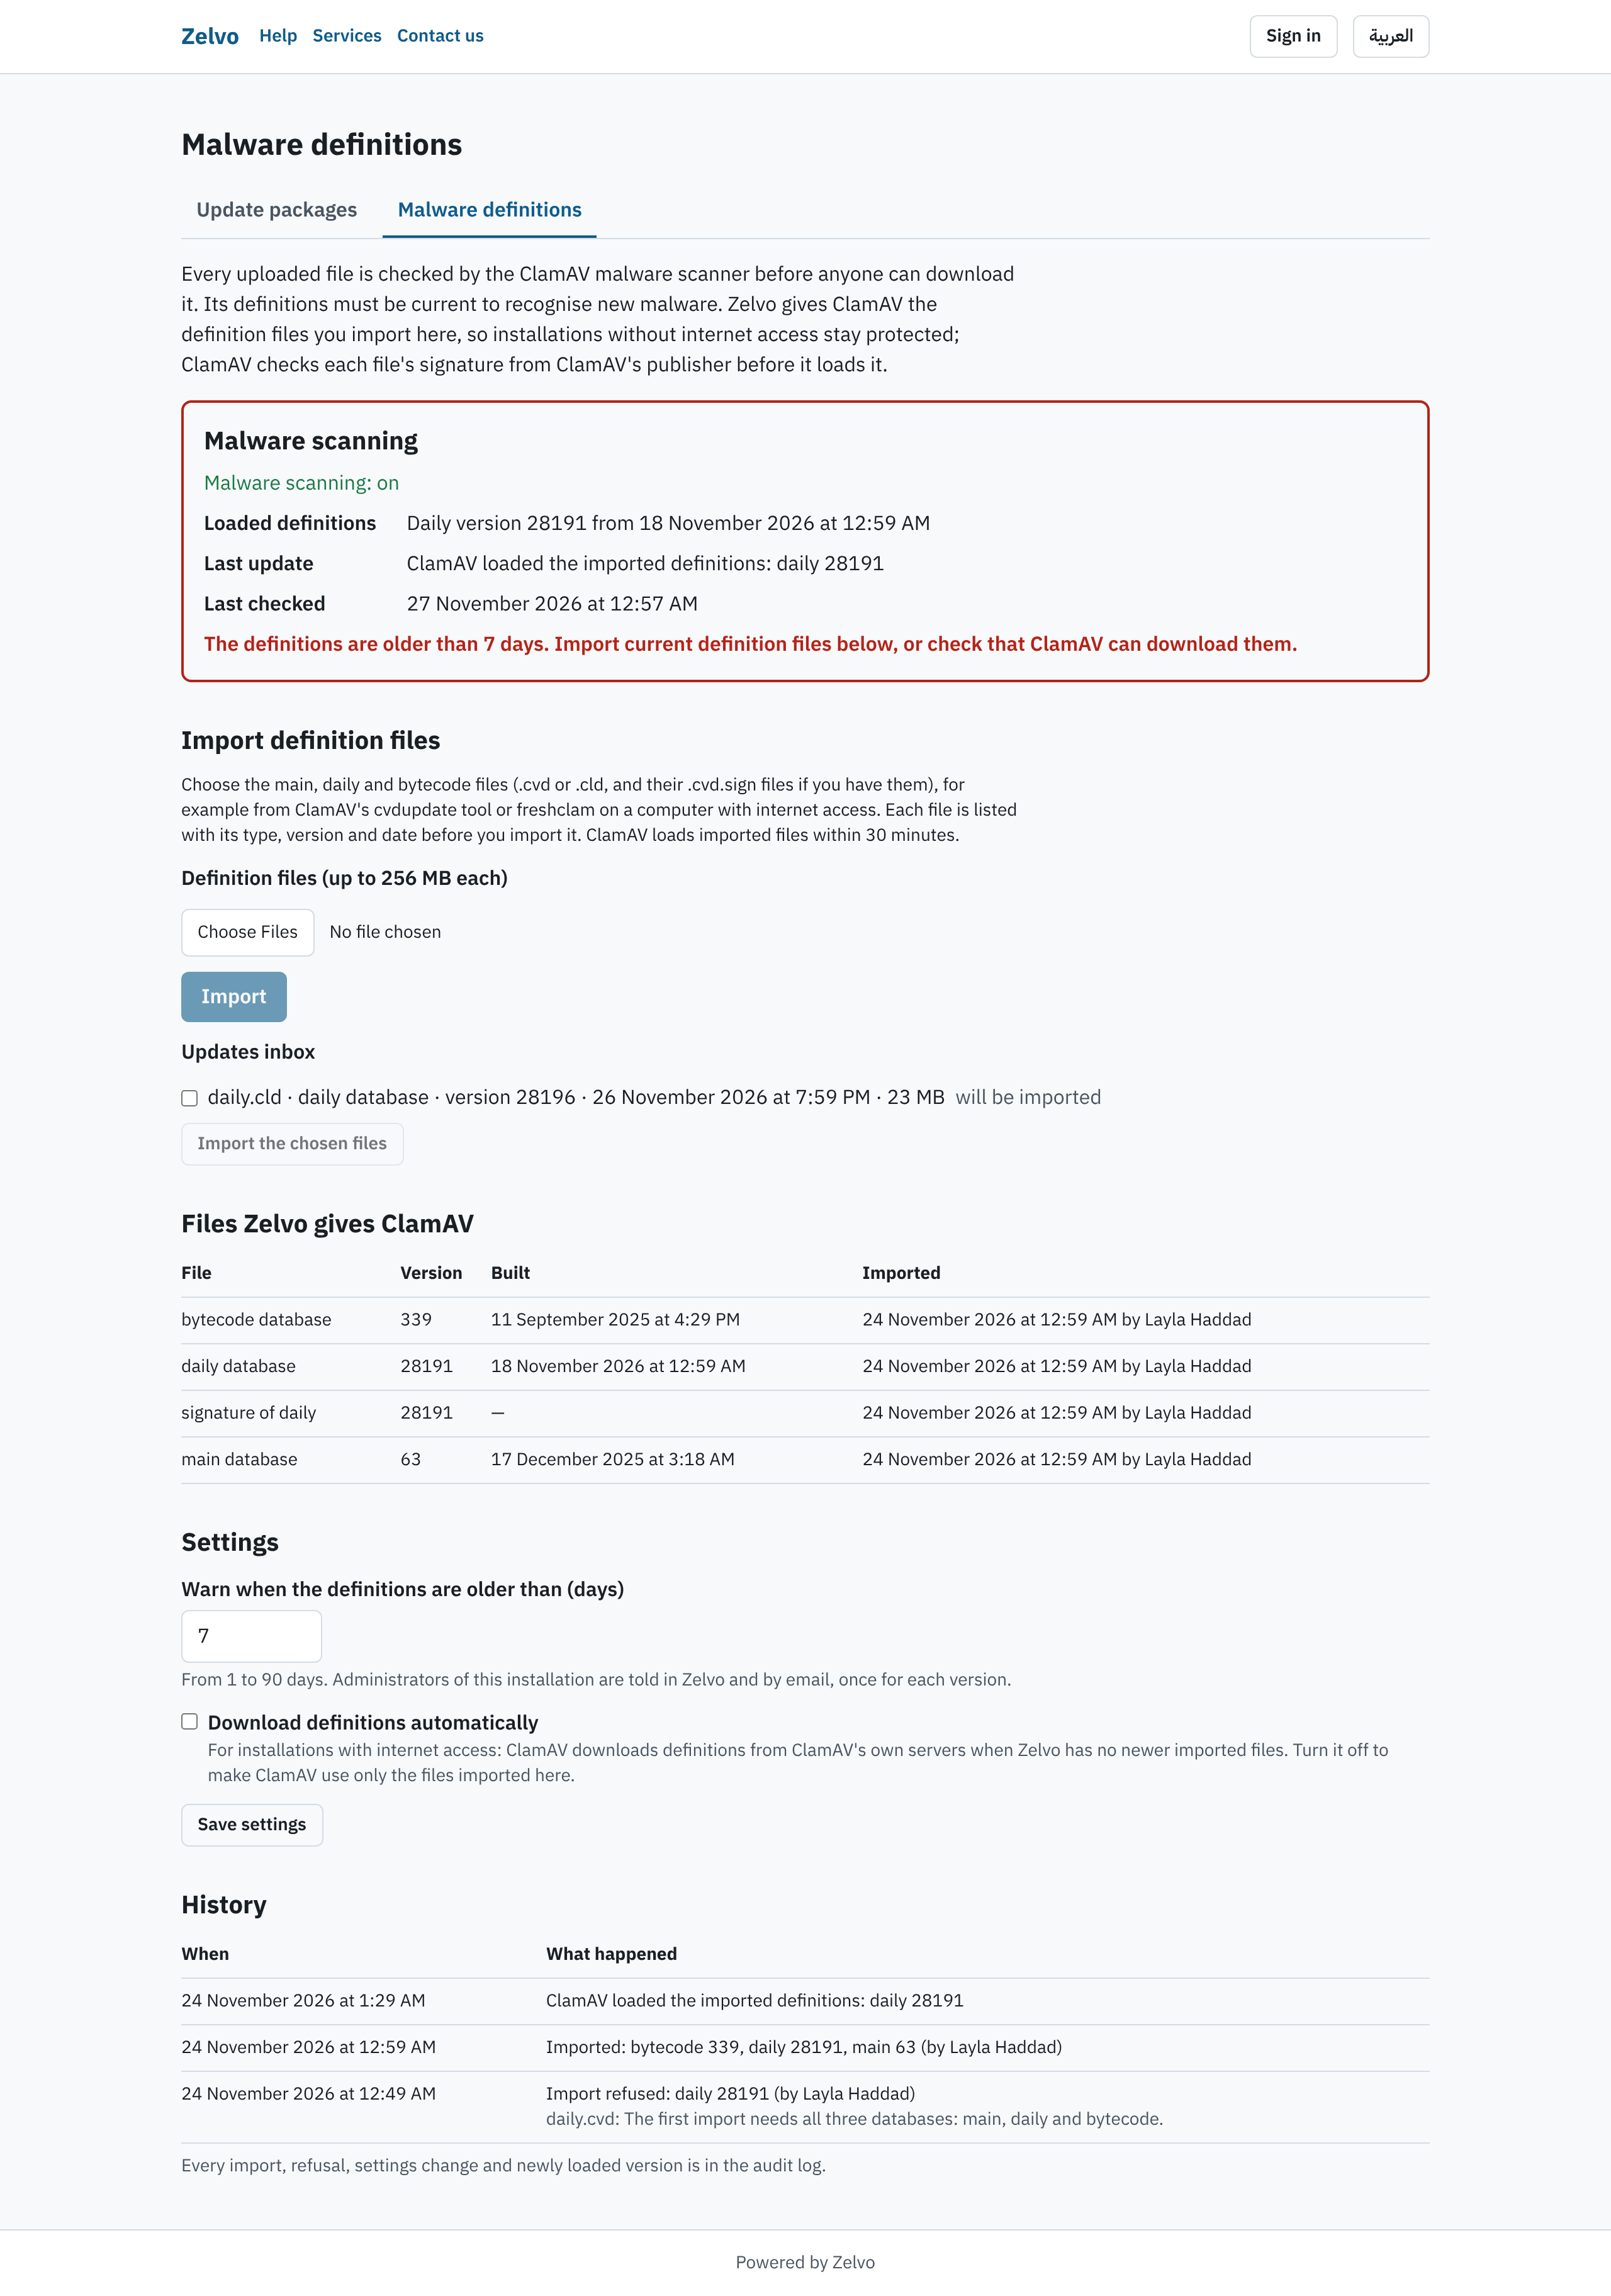 Zelvo Help Services Contact us Sign in العربية
Malware definitions
Update packages Malware definitions
Every uploaded file is checked by the ClamAV malware scanner before anyone can download
it. Its definitions must be current to recognise new malware. Zelvo gives ClamAV the
definition files you import here, so installations without internet access stay protected;
ClamAV checks each file's signature from ClamAV's publisher before it loads it.
Malware scanning
Malware scanning: on
Loaded definitions Daily version 28191 from 18 November 2026 at 12:59 AM
Last update ClamAV loaded the imported definitions: daily 28191
Last checked 27 November 2026 at 12:57 AM
The definitions are older than 7 days. Import current definition files below, or check that ClamAV can download them.
Import definition files
Choose the main, daily and bytecode files (.cvd or .cld, and their .cvd.sign files if you have them), for
example from ClamAV's cvdupdate tool or freshclam on a computer with internet access. Each file is listed
with its type, version and date before you import it. ClamAV loads imported files within 30 minutes.
Definition files (up to 256 MB each)
Choose Files No file chosen
Import
Updates inbox
daily.cld · daily database · version 28196 · 26 November 2026 at 7:59 PM · 23 MB will be imported
Import the chosen files
Files Zelvo gives ClamAV
File Version Built Imported
bytecode database 339 11 September 2025 at 4:29 PM 24 November 2026 at 12:59 AM by Layla Haddad
daily database 28191 18 November 2026 at 12:59 AM 24 November 2026 at 12:59 AM by Layla Haddad
signature of daily 28191 — 24 November 2026 at 12:59 AM by Layla Haddad
main database 63 17 December 2025 at 3:18 AM 24 November 2026 at 12:59 AM by Layla Haddad
Settings
Warn when the definitions are older than (days)
7
From 1 to 90 days. Administrators of this installation are told in Zelvo and by email, once for each version.
Download definitions automatically
For installations with internet access: ClamAV downloads definitions from ClamAV's own servers when Zelvo has no newer imported files. Turn it off to
make ClamAV use only the files imported here.
Save settings
History
When What happened
24 November 2026 at 1:29 AM ClamAV loaded the imported definitions: daily 28191
24 November 2026 at 12:59 AM Imported: bytecode 339, daily 28191, main 63 (by Layla Haddad)
24 November 2026 at 12:49 AM Import refused: daily 28191 (by Layla Haddad)
daily.cvd: The first import needs all three databases: main, daily and bytecode.
Every import, refusal, settings change and newly loaded version is in the audit log.
Powered by Zelvo